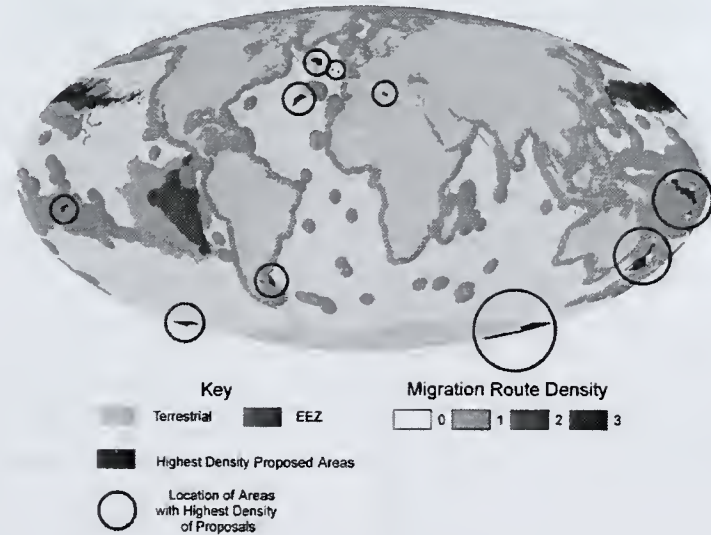 Key
Terrestrial
EEZ
Highest Density Proposed Areas
Location of Areas
with Highest Density
of Proposals
Migration Route Density
0 1 2 3